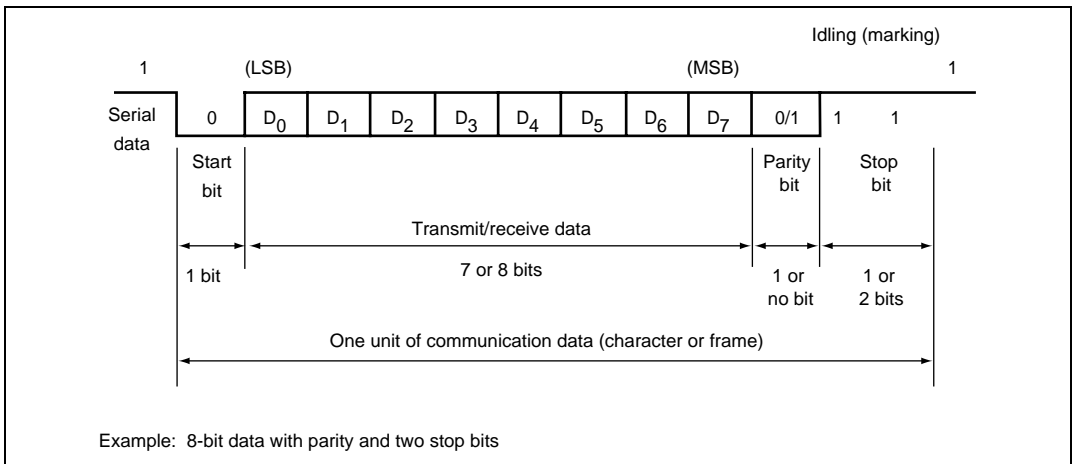 Idling (marking)
1 (LSB) (MSB) 1
Serial data
0 D0 D1 D2 D3 D4 D5 D6 D7 0/1 1 1
Start bit
Parity bit
Stop bit
Transmit/receive data
1 bit
7 or 8 bits
1 or no bit
1 or 2 bits
One unit of communication data (character or frame)
Example: 8-bit data with parity and two stop bits